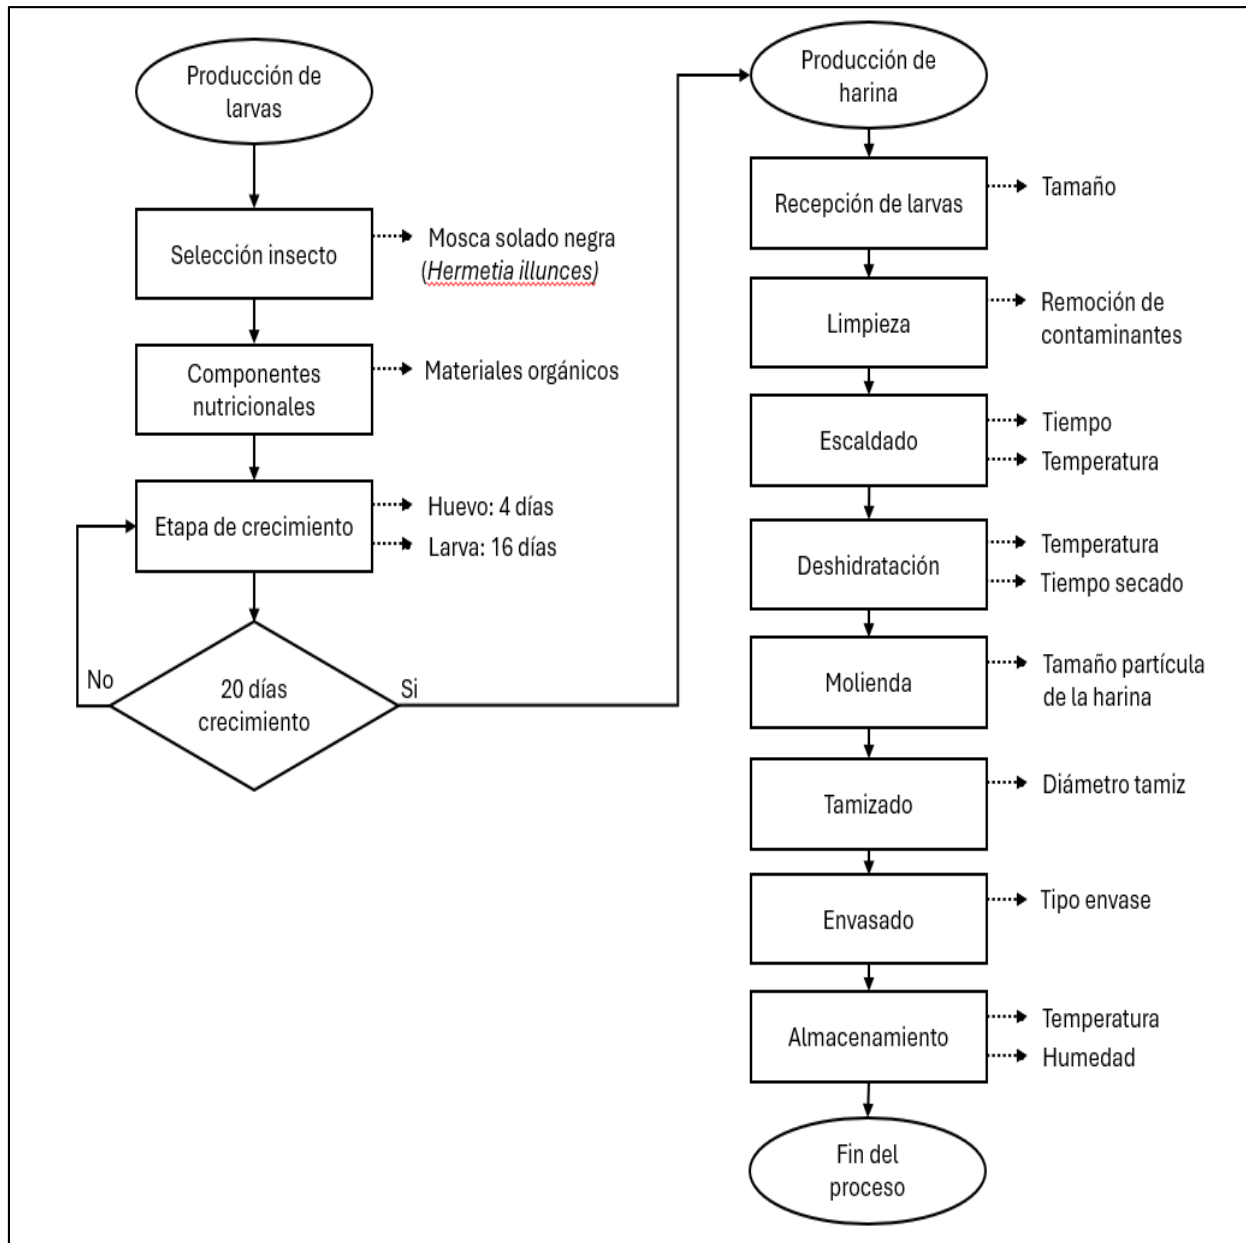 Producción de
larvas
Selección insecto
Mosca solado negra
(Hermetia illunces)
Componentes
nutricionales
Materiales orgánicos
Etapa de crecimiento
Huevo: 4 días
Larva: 16 días
No
20 días
crecimiento
Si
Producción de
harina
Recepción de larvas
Tamaño
Limpieza
Remoción de
contaminantes
Escaldado
Tiempo
Temperatura
Deshidratación
Temperatura
Tiempo secado
Molienda
Tamaño partícula
de la harina
Tamizado
Diámetro tamiz
Envasado
Tipo envase
Almacenamiento
Temperatura
Humedad
Fin del
proceso